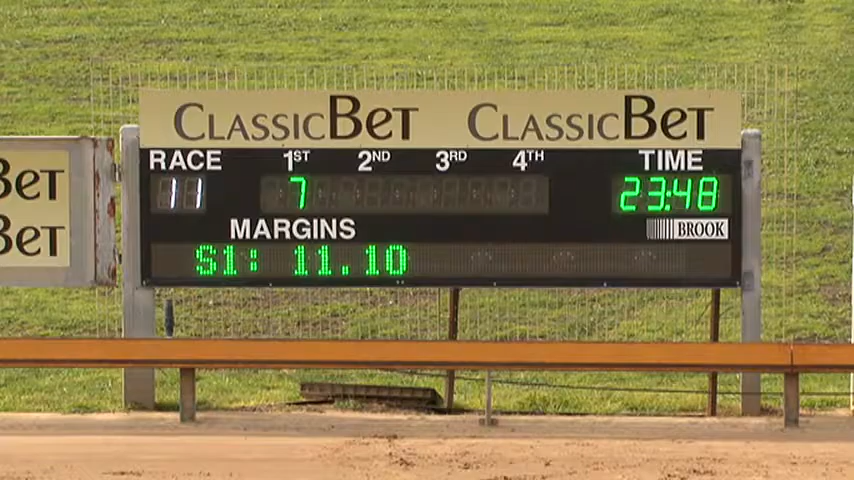 CLASSICBET CLASSICBET
RACE 1ST 2ND 3RD 4TH TIME
11 7 23:48
MARGINS BROOK
S1: 11.10
BET
BET